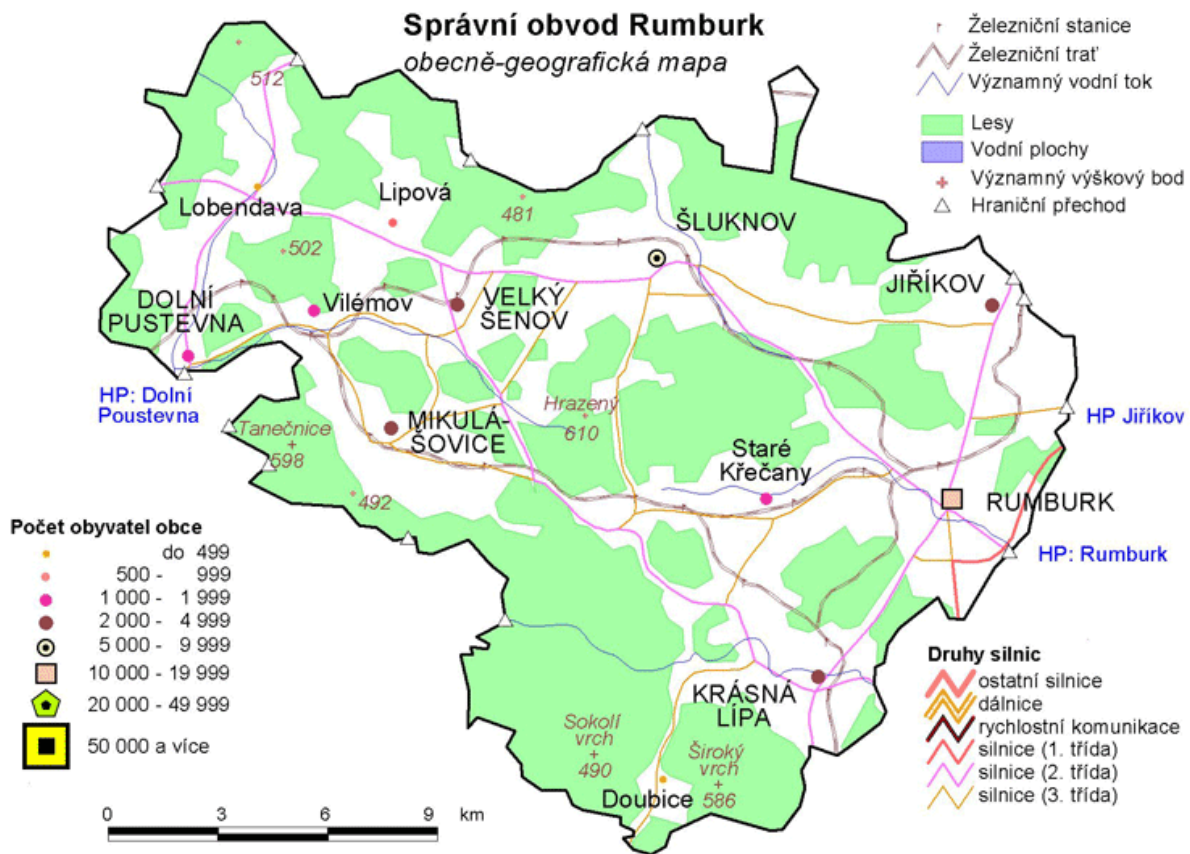 Správní obvod Rumburk
obecně-geografická mapa
Železniční stanice
Železniční trať
Významný vodní tok
Lesy
Vodní plochy
Významný výškový bod
Hraniční přechod
512
Lobendava
Lipová
481
502
ŠLUKNOV
JIŘÍKOV
DOLNÍ
PUSTEVNA
Vilémov
VELKÝ
ŠENOV
HP: Dolní
Poustevna
Tanečnice
598
MIKULÁ-
ŠOVICE
Hrazený
610
HP Jiříkov
Staré
Křečany
492
RUMBURK
HP: Rumburk
Počet obyvatel obce
do 499
500 - 999
1 000 - 1 999
2 000 - 4 999
5 000 - 9 999
10 000 - 19 999
20 000 - 49 999
50 000 a více
KRÁSNÁ
LÍPA
Sokolí
vrch
490
Široký
vrch
586
Doubice
Druhy silnic
ostatní silnice
dálnice
rychlostní komunikace
silnice (1. třída)
silnice (2. třída)
silnice (3. třída)
0 3 6 9 km